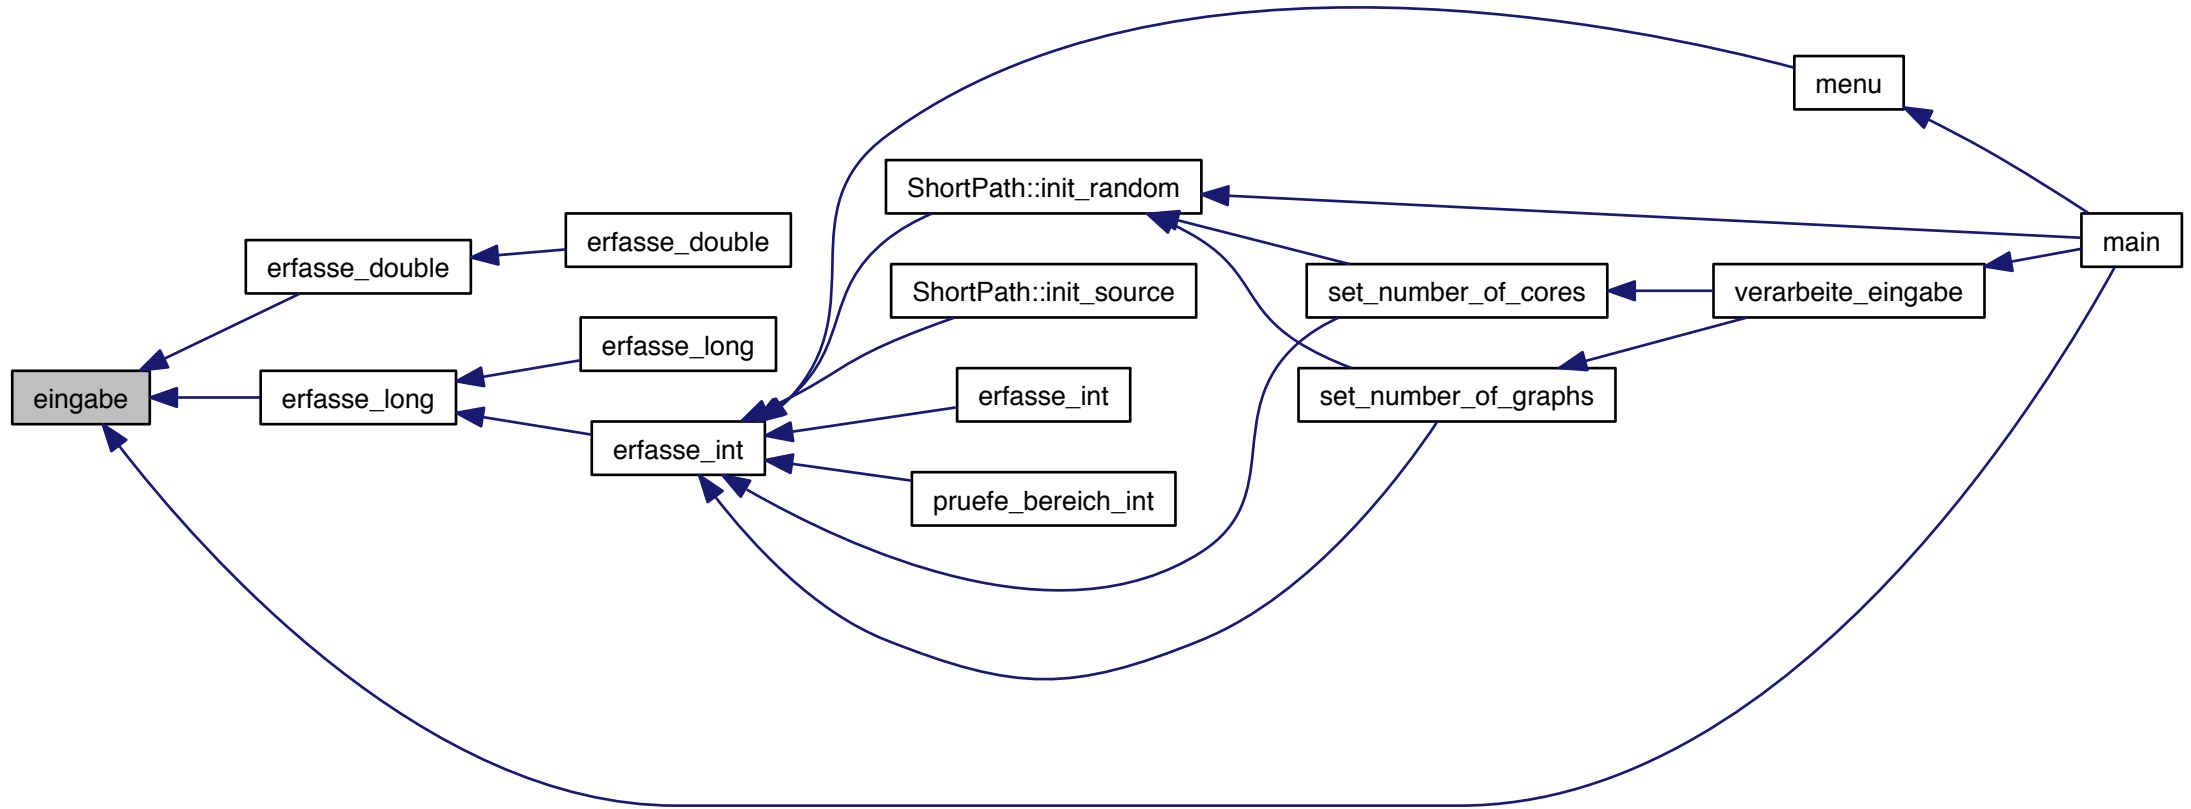 menu
ShortPath::init_random
erfasse_double
main
erfasse_double
ShortPath::init_source
set_number_of_cores
verarbeite_eingabe
erfasse_long
eingabe
erfasse_long
erfasse_int
set_number_of_graphs
erfasse_int
pruefe_bereich_int